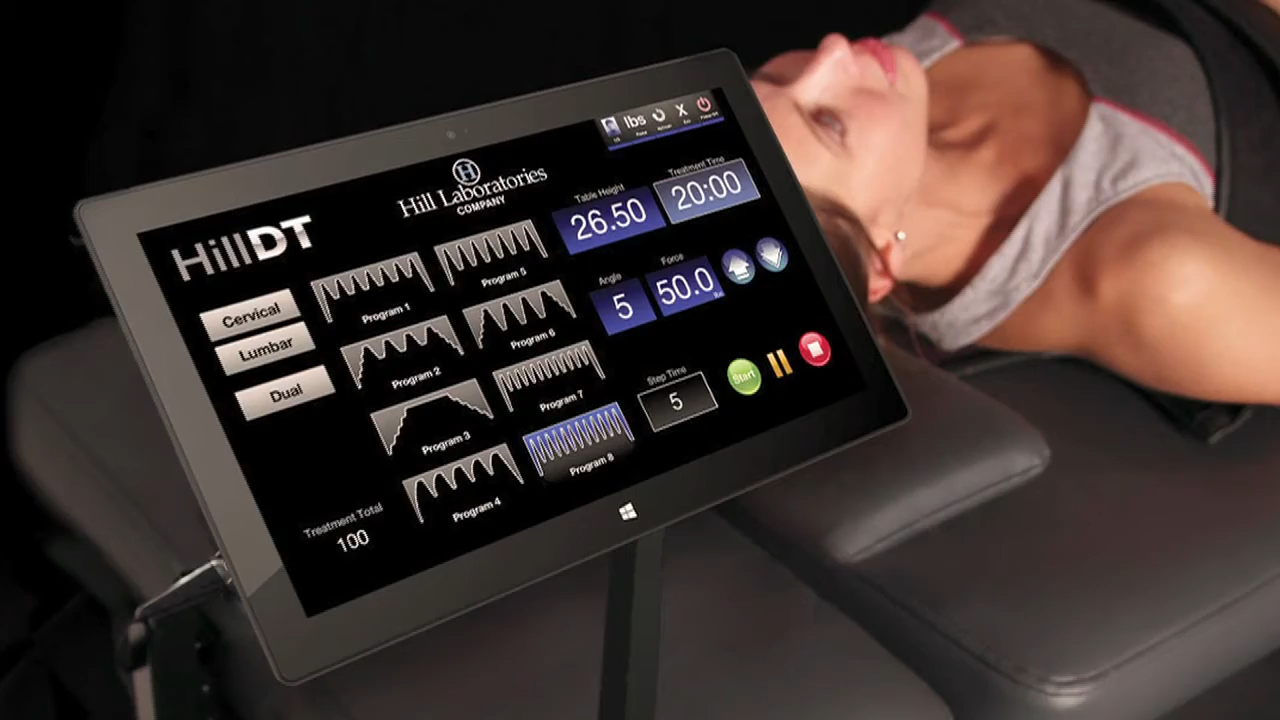 lbs
H
Hill Laboratories
COMPANY
HillDT
Table Height
26.50
Treatment Time
20:00
Angle
5
Force
50.0
lbs
Cervical
Lumbar
Dual
Program 1
Program 5
Program 2
Program 6
Program 3
Program 7
Program 4
Program 8
Step Time
5
Start
Treatment Total
100